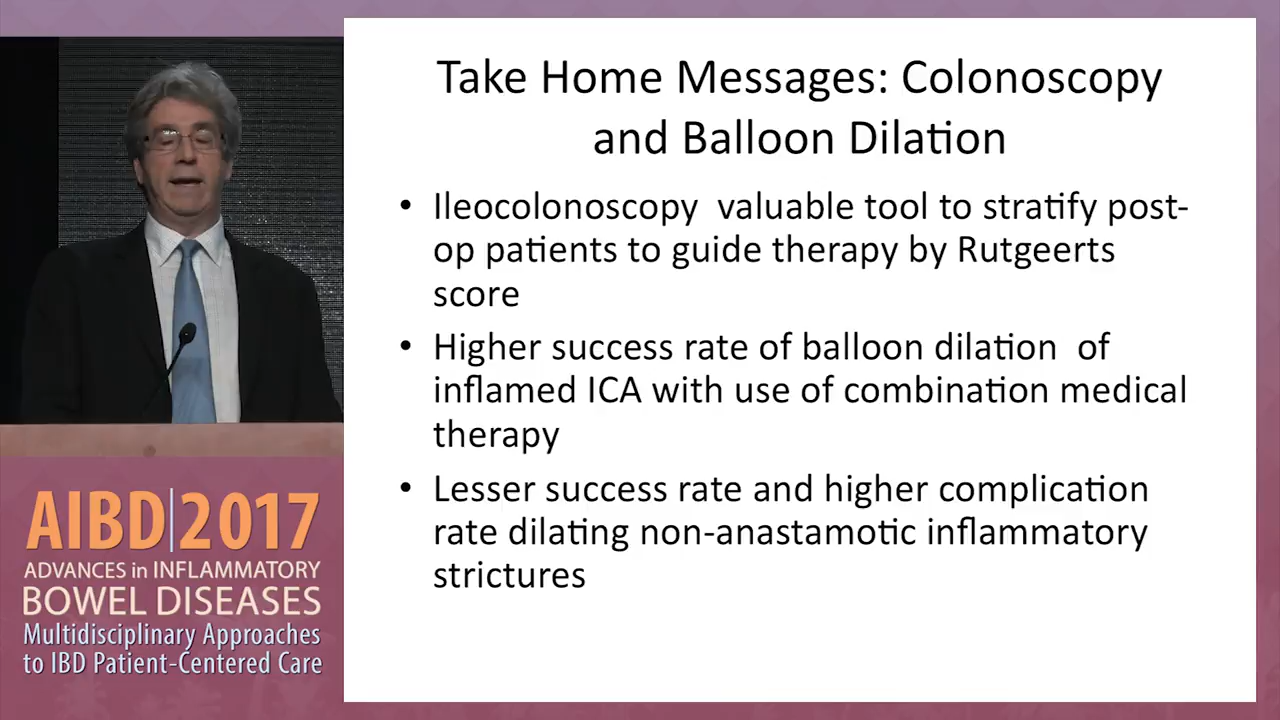 Take Home Messages: Colonoscopy
and Balloon Dilation
• Ileocolonoscopy valuable tool to stratify post-
op patients to guide therapy by Rutgeerts
score
• Higher success rate of balloon dilation of
inflamed ICA with use of combination medical
therapy
• Lesser success rate and higher complication
rate dilating non-anastamotic inflammatory
strictures
AIBD|2017
ADVANCES in INFLAMMATORY
BOWEL DISEASES
Multidisciplinary Approaches
to IBD Patient-Centered Care